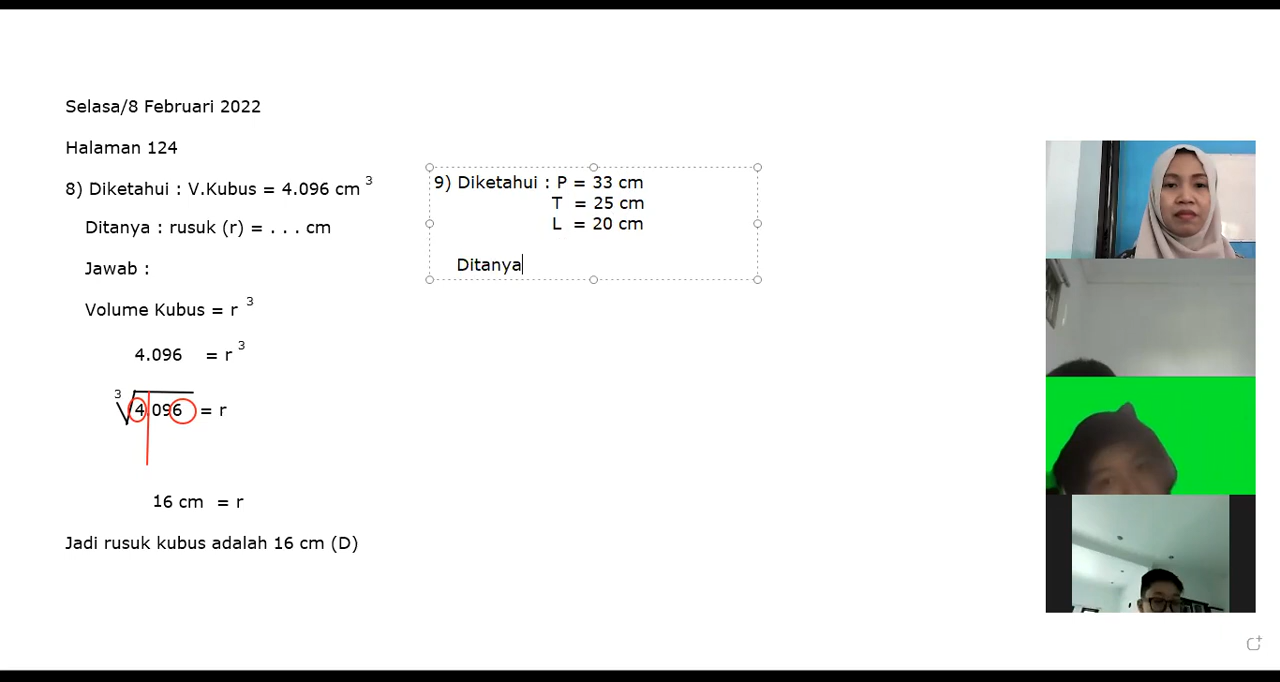 Selasa/8 Februari 2022
Halaman 124
8) Diketahui : V.Kubus = 4.096 cm ³
Ditanya : rusuk (r) = . . . cm
Jawab :
Volume Kubus = r ³
4.096 = r ³
³√4.096 = r
16 cm = r
Jadi rusuk kubus adalah 16 cm (D)
9) Diketahui : P = 33 cm
T = 25 cm
L = 20 cm
Ditanya